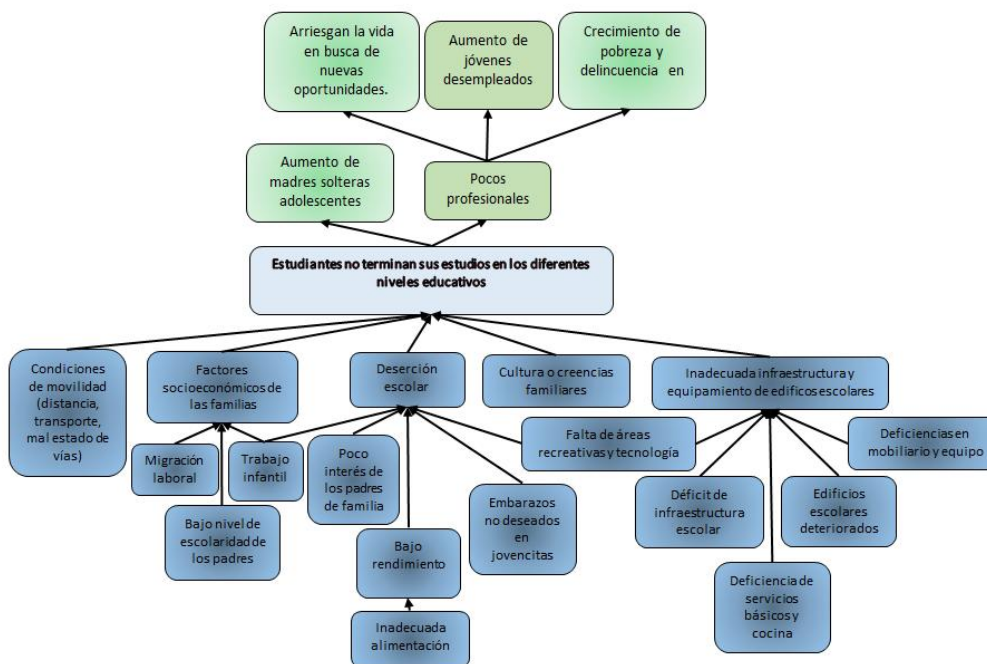 Arriesgan la vida
en busca de
nuevas
oportunidades.
Aumento de
jóvenes
desempleados
Crecimiento de
pobreza y
delincuencia en
Aumento de
madres solteras
adolescentes
Pocos
profesionales
Estudiantes no terminan sus estudios en los diferentes
niveles educativos
Condiciones
de movilidad
(distancia,
transporte,
mal estado de
vías)
Factores
socioeconómicos de
las familias
Deserción
escolar
Cultura o creencias
familiares
Inadecuada infraestructura y
equipamiento de edificos escolares
Migración
laboral
Trabajo
infantil
Poco
interés de
los padres
de familia
Falta de áreas
recreativas y tecnología
Deficiencias en
mobiliario y equipo
Bajo nivel de
escolaridad de
los padres
Bajo
rendimiento
Embarazos
no deseados
en
jovencitas
Déficit de
infraestructura
escolar
Edificios
escolares
deteriorados
Inadecuada
alimentación
Deficiencia de
servicios
básicos y
cocina